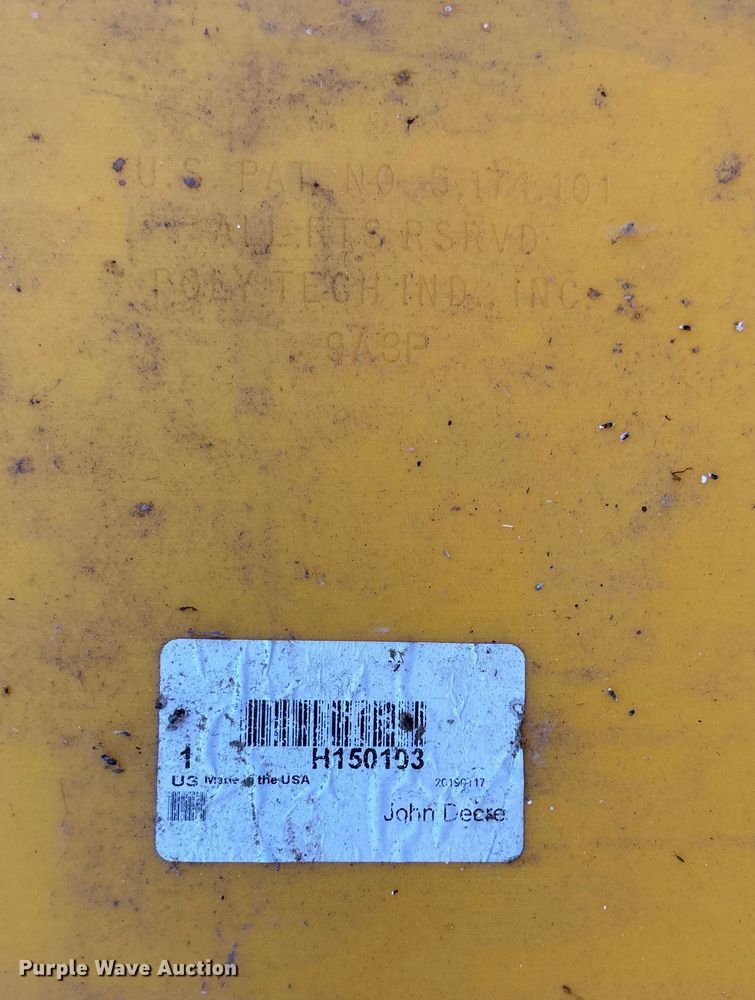 U.S. PAT. NO. 5,174,101
ALL RTS RSRVD
POLY TECH IND., INC.
9ASP
1 H150103
US Made in the USA 20190117
John Deere
Purple Wave Auction